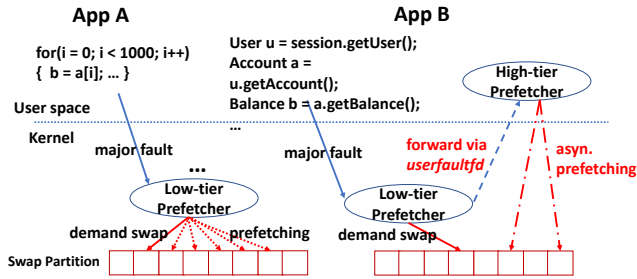 App A
App B
for(i = 0; i < 1000; i++)
{ b = a[i]; … }
User u = session.getUser();
Account a =
u.getAccount();
Balance b = a.getBalance();
…
High-tier
Prefetcher
User space
Kernel
major fault
…
major fault
forward via
userfaultfd
asyn.
prefetching
Low-tier
Prefetcher
Low-tier
Prefetcher
demand swap
prefetching
demand swap
Swap Partition